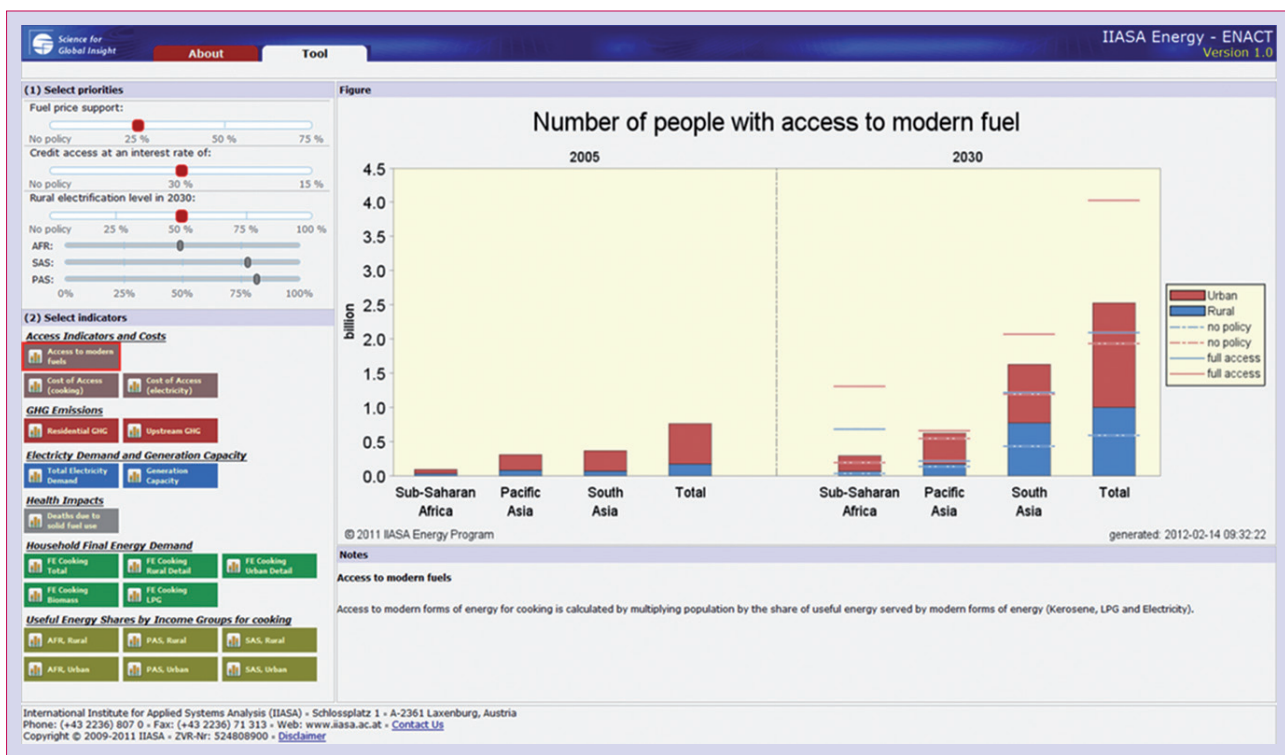 Science for
Global Insight
About
Tool
IIASA Energy - ENACT
Version 1.0
(1) Select priorities
Fuel price support:
No policy 25 % 50 % 75 %
Credit access at an interest rate of:
No policy 30 % 15 %
Rural electrification level in 2030:
No policy 25 % 50 % 75 % 100 %
AFR:
SAS:
PAS:
0% 25% 50% 75% 100%
(2) Select indicators
Access Indicators and Costs
Access to modern
fuels
Cost of Access
(cooking)
Cost of Access
(electricity)
GHG Emissions
Residential GHG
Upstream GHG
Electricty Demand and Generation Capacity
Total Electricity
Demand
Generation
Capacity
Health Impacts
Deaths due to
solid fuel use
Household Final Energy Demand
FE Cooking
Total
FE Cooking
Rural Detail
FE Cooking
Urban Detail
FE Cooking
Biomass
FE Cooking
LPG
Useful Energy Shares by Income Groups for cooking
AFR, Rural
PAS, Rural
SAS, Rural
AFR, Urban
PAS, Urban
SAS, Urban
Figure
Number of people with access to modern fuel
2005
2030
billion
4.5
4.0
3.5
3.0
2.5
2.0
1.5
1.0
0.5
0.0
Sub-Saharan
Africa
Pacific
Asia
South
Asia
Total
Sub-Saharan
Africa
Pacific
Asia
South
Asia
Total
Urban
Rural
no policy
no policy
full access
full access
© 2011 IIASA Energy Program
generated: 2012-02-14 09:32:22
Notes
Access to modern fuels
Access to modern forms of energy for cooking is calculated by multiplying population by the share of useful energy served by modern forms of energy (Kerosene, LPG and Electricity).
International Institute for Applied Systems Analysis (IIASA) - Schlossplatz 1 - A-2361 Laxenburg, Austria
Phone: (+43 2236) 807 0 - Fax: (+43 2236) 71 313 - Web: www.iiasa.ac.at - Contact Us
Copyright © 2009-2011 IIASA - ZVR-Nr: 524808900 - Disclaimer